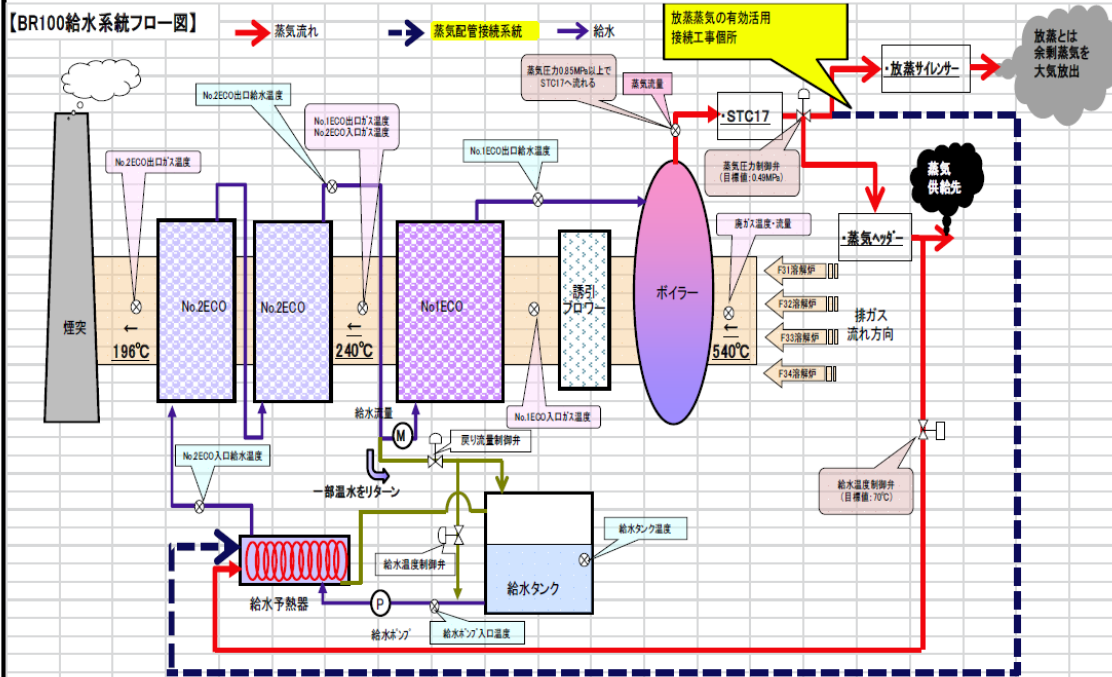 【BR100給水系統フロー図】
蒸気流れ
蒸気配管接続系統
給水
放蒸蒸気の有効活用
接続工事個所
放蒸とは
余剰蒸気を
大気放出
・放蒸サイレンサー
蒸気圧力0.85MPa以上で
STC17へ流れる
蒸気流量
・STC17
No.2ECO出口給水温度
No.1ECO出口ガス温度
No.2ECO入口ガス温度
No.2ECO出口ガス温度
No.1ECO出口給水温度
蒸気圧力制御弁
(目標値:0.49MPa)
蒸気
供給先
・蒸気ヘッダー
廃ガス温度・流量
煙突
No.2ECO
No.2ECO
No1ECO
誘引
ブロワー
ボイラー
F31溶解炉
F32溶解炉
F33溶解炉
F34溶解炉
排ガス
流れ方向
←
196℃
←
240℃
←
540℃
給水流量
M
No.1ECO入口ガス温度
戻り流量制御弁
一部温水をリターン
No.2ECO入口給水温度
給水温度制御弁
(目標値:70℃)
給水タンク温度
給水温度制御弁
給水タンク
給水予熱器
P
給水ポンプ
給水ポンプ入口温度